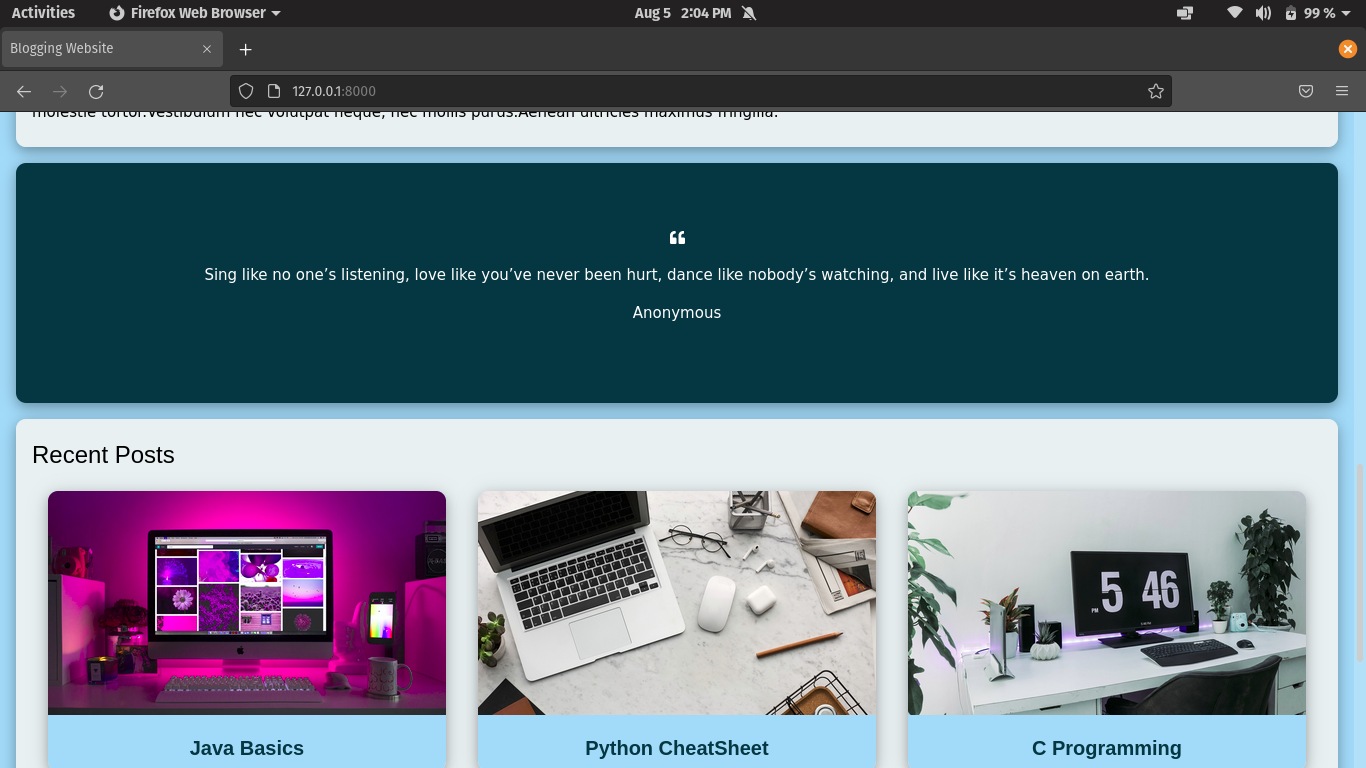 Activities Firefox Web Browser Aug 5 2:04 PM 99 %
Blogging Website
127.0.0.1:8000
molestie tortor.Vestibulum nec volutpat neque, nec mollis purus.Aenean ultricies maximus fringilla.
“
Sing like no one’s listening, love like you’ve never been hurt, dance like nobody’s watching, and live like it’s heaven on earth.
Anonymous
Recent Posts
PM 5 46
Java Basics Python CheatSheet C Programming